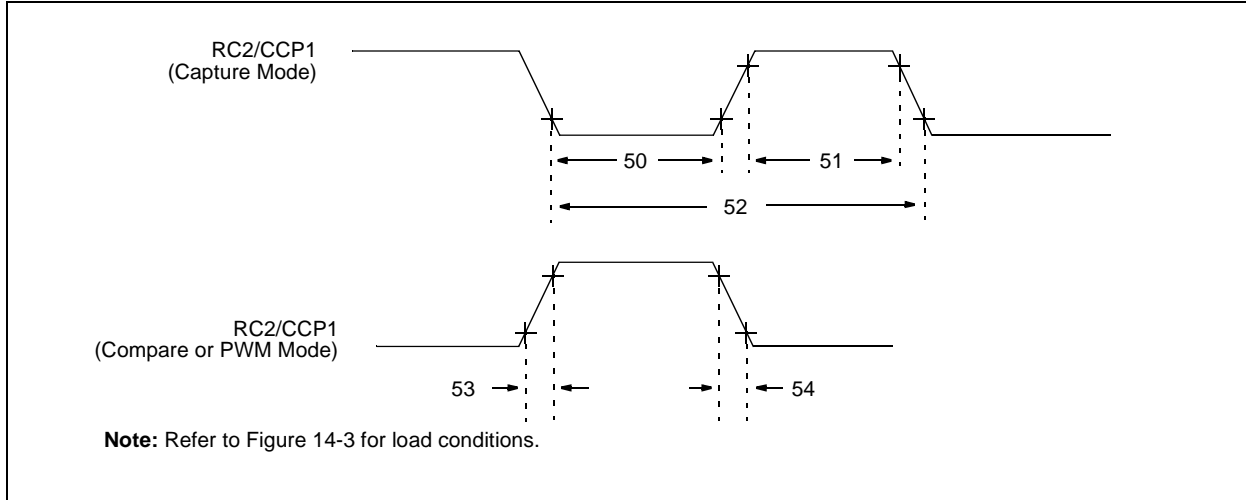 RC2/CCP1
(Capture Mode)
50
51
52
RC2/CCP1
(Compare or PWM Mode)
53
54
Note: Refer to Figure 14-3 for load conditions.